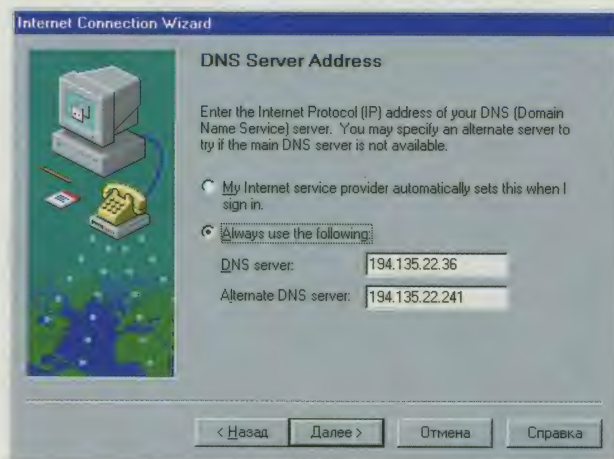 Internet Connection Wizard
DNS Server Address
Enter the Internet Protocol (IP) address of your DNS (Domain
Name Service) server. You may specify an alternate server to
try if the main DNS server is not available.
My Internet service provider automatically sets this when I
sign in.
Always use the following:
DNS server: 194.135.22.36
Alternate DNS server: 194.135.22.241
< Назад Далее > Отмена Справка